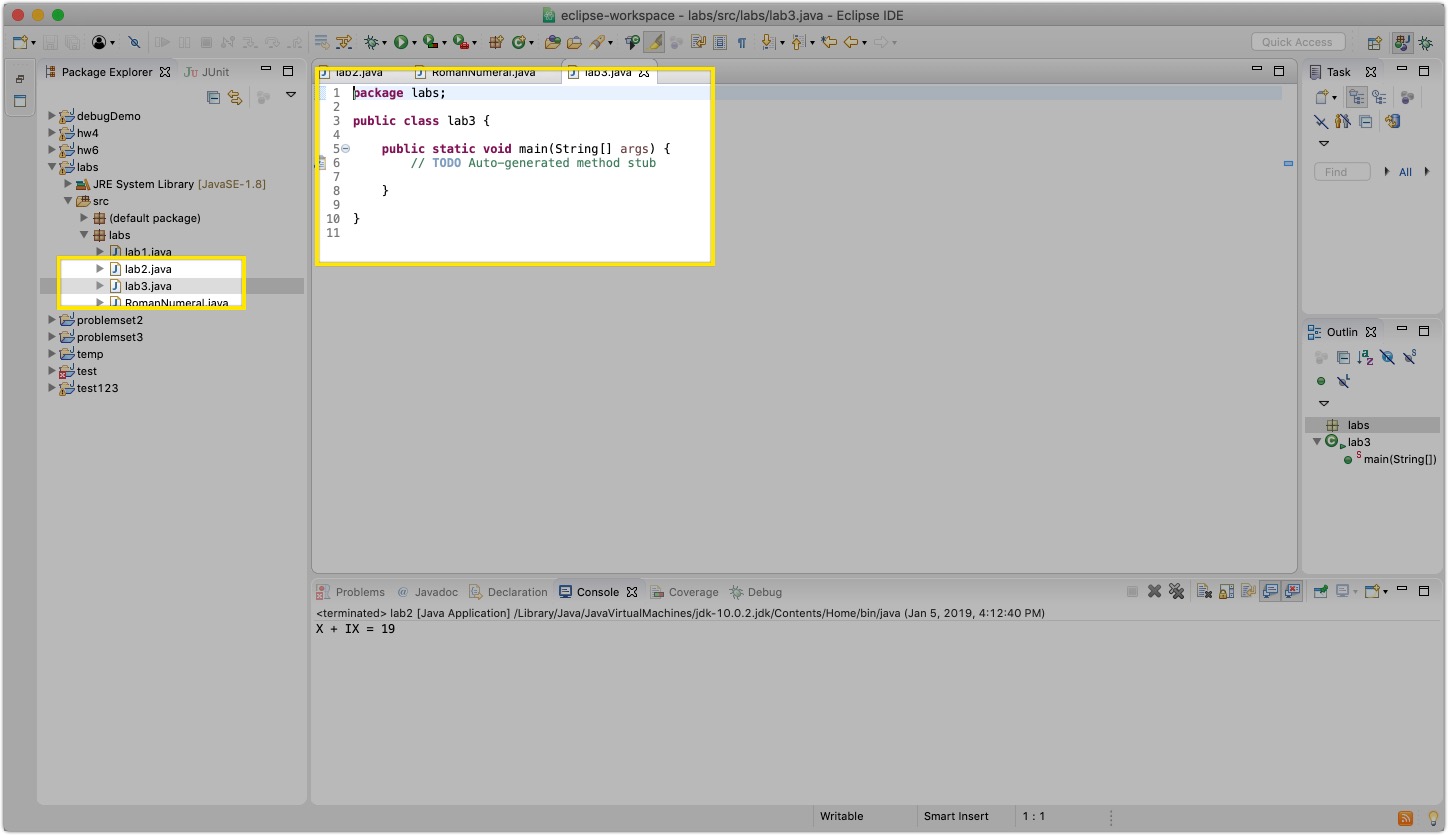 eclipse-workspace - labs/src/labs/lab3.java - Eclipse IDE
Quick Access
Package Explorer
JUnit
debugDemo
hw4
hw6
labs
JRE System Library [JavaSE-1.8]
src
(default package)
labs
lab1.java
lab2.java
lab3.java
RomanNumeral.java
problemset2
problemset3
temp
test
test123
lab2.java
RomanNumeral.java
lab3.java
1 package labs;
2
3 public class lab3 {
4
5 public static void main(String[] args) {
6 // TODO Auto-generated method stub
7
8 }
9
10 }
11
Task
Find
All
Outlin
labs
lab3
main(String[])
Problems
Javadoc
Declaration
Console
Coverage
Debug
<terminated> lab2 [Java Application] /Library/Java/JavaVirtualMachines/jdk-10.0.2.jdk/Contents/Home/bin/java (Jan 5, 2019, 4:12:40 PM)
X + IX = 19
Writable
Smart Insert
1 : 1